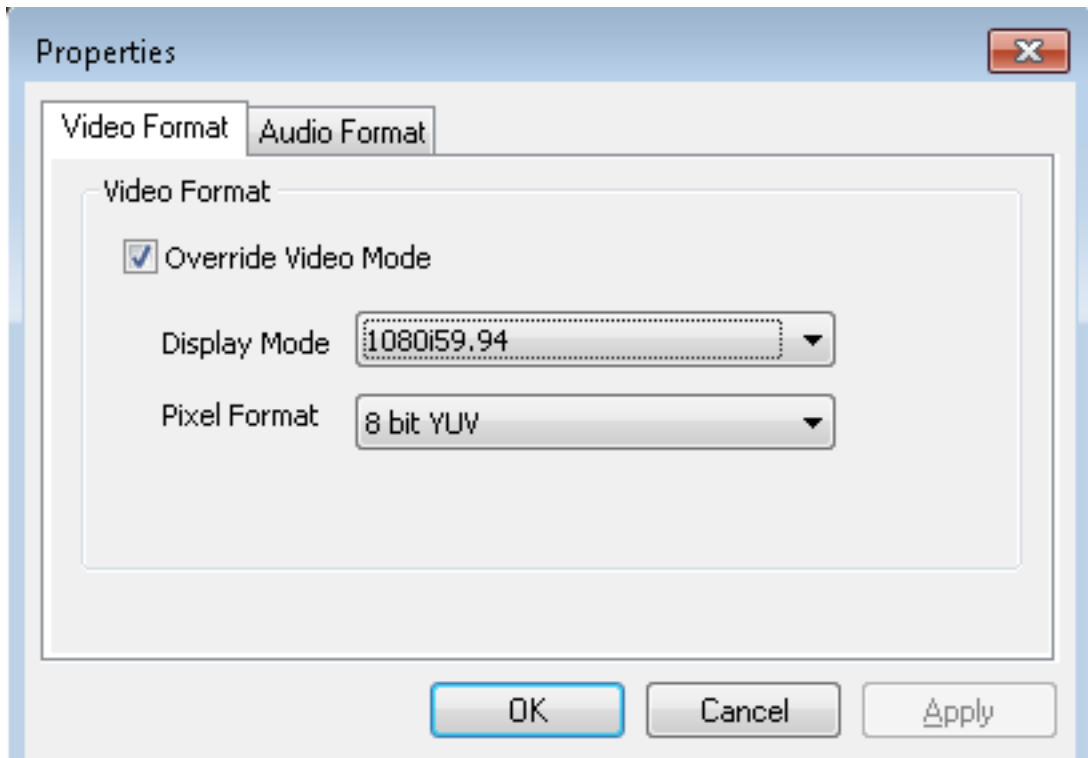 Properties
Video Format
Audio Format
Video Format
Override Video Mode
Display Mode
1080i59.94
Pixel Format
8 bit YUV
OK
Cancel
Apply